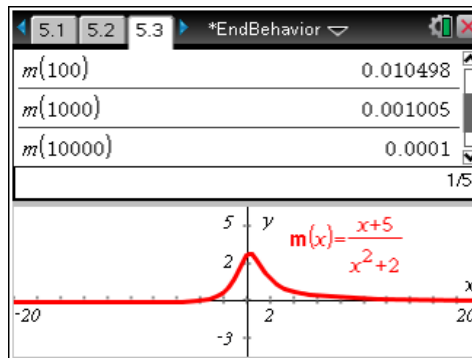 5.1 5.2 5.3 *EndBehavior
m(100) 0.010498
m(1000) 0.001005
m(10000) 0.0001
1/5
5 y
m(x)=x+5/x²+2
2
x
-20 2 20
-3